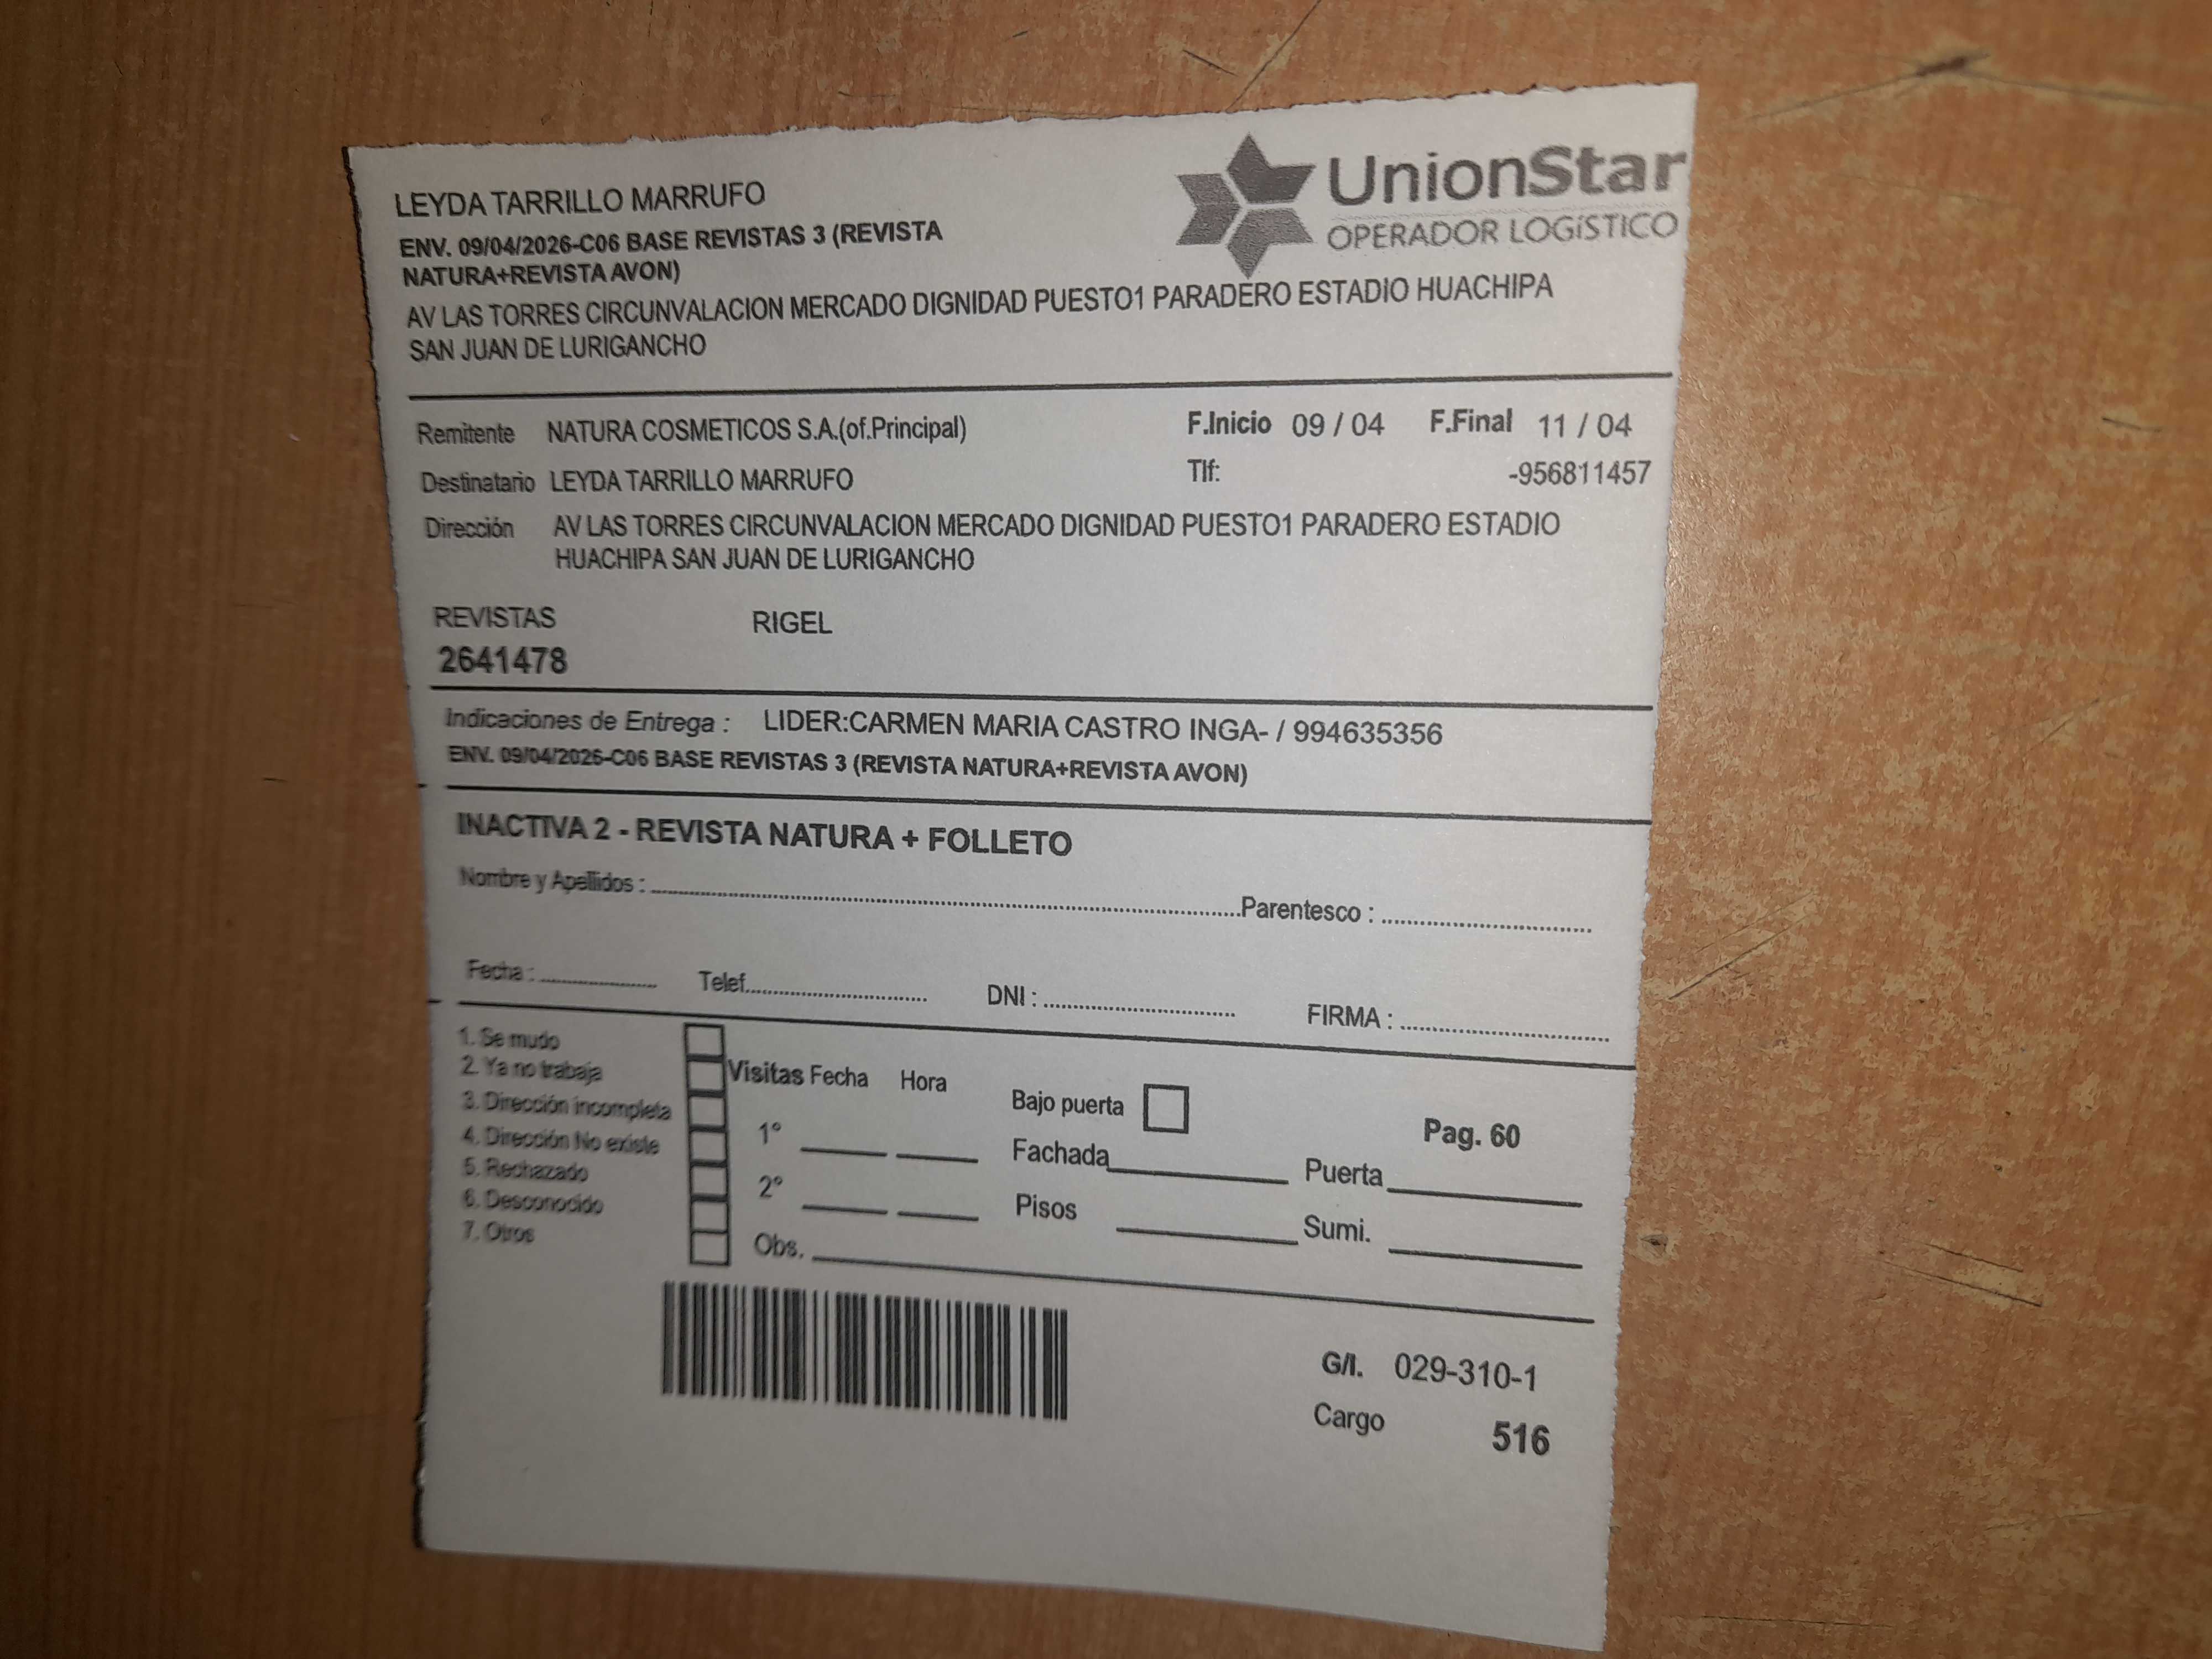 LEYDA TARRILLO MARRUFO
UnionStar
OPERADOR LOGíSTICO
ENV. 09/04/2026-C06 BASE REVISTAS 3 (REVISTA
NATURA+REVISTA AVON)
AV LAS TORRES CIRCUNVALACION MERCADO DIGNIDAD PUESTO1 PARADERO ESTADIO HUACHIPA
SAN JUAN DE LURIGANCHO
Remitente NATURA COSMETICOS S.A.(of.Principal) F.Inicio 09 / 04 F.Final 11 / 04
Destinatario LEYDA TARRILLO MARRUFO Tlf: -956811457
Dirección AV LAS TORRES CIRCUNVALACION MERCADO DIGNIDAD PUESTO1 PARADERO ESTADIO
HUACHIPA SAN JUAN DE LURIGANCHO
REVISTAS RIGEL
2641478
Indicaciones de Entrega : LIDER:CARMEN MARIA CASTRO INGA- / 994635356
ENV. 09/04/2026-C06 BASE REVISTAS 3 (REVISTA NATURA+REVISTA AVON)
INACTIVA 2 - REVISTA NATURA + FOLLETO
Nombre y Apellidos : Parentesco :
Fecha : Telef. DNI : FIRMA :
1. Se mudo
2. Ya no trabaja
3. Dirección incompleta
4. Dirección No existe
5. Rechazado
6. Desconocido
7. Otros
Visitas Fecha Hora
1°
2°
Obs.
Bajo puerta
Pag. 60
Fachada Puerta
Pisos Sumi.
G/I. 029-310-1
Cargo 516